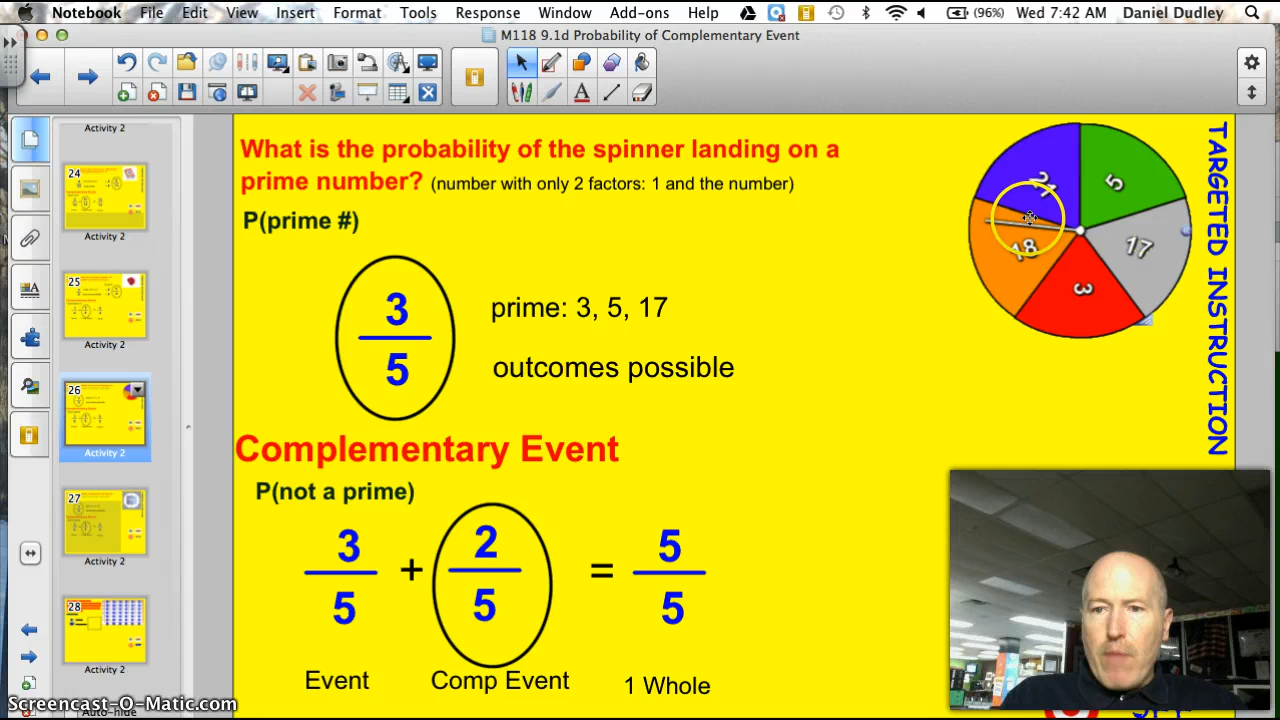 Notebook File Edit View Insert Format Tools Response Window Add-ons Help (96%) Wed 7:42 AM Daniel Dudley
M118 9.1d Probability of Complementary Event
Activity 2
24
Activity 2
25
Activity 2
26
Activity 2
27
Activity 2
28
Activity 2
What is the probability of the spinner landing on a
prime number? (number with only 2 factors: 1 and the number)
P(prime #)
3
5
prime: 3, 5, 17
outcomes possible
Complementary Event
P(not a prime)
3 + 2 = 5
5 5 5
Event Comp Event 1 Whole
21
5
17
3
18
TARGETED INSTRUCTION
Screencast-O-Matic.com
Auto-hide